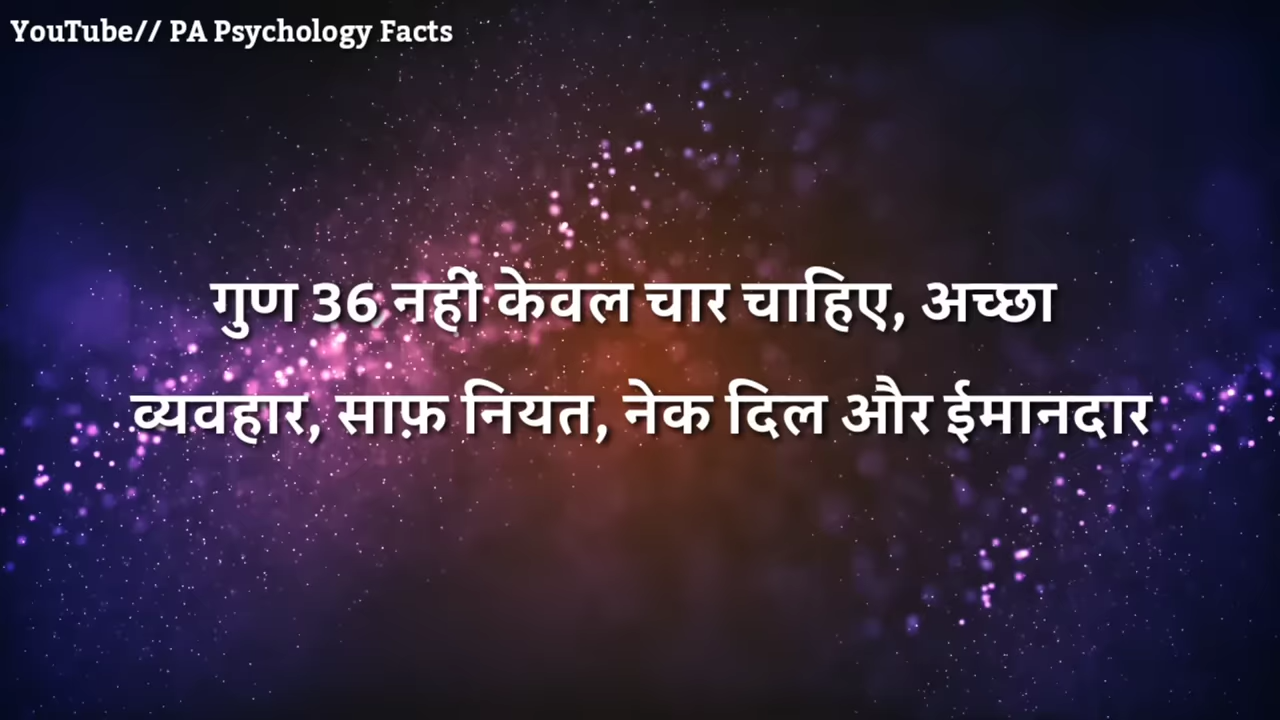 YouTube// PA Psychology Facts
गुण 36 नहीं केवल चार चाहिए, अच्छा
व्यवहार, साफ़ नियत, नेक दिल और ईमानदार